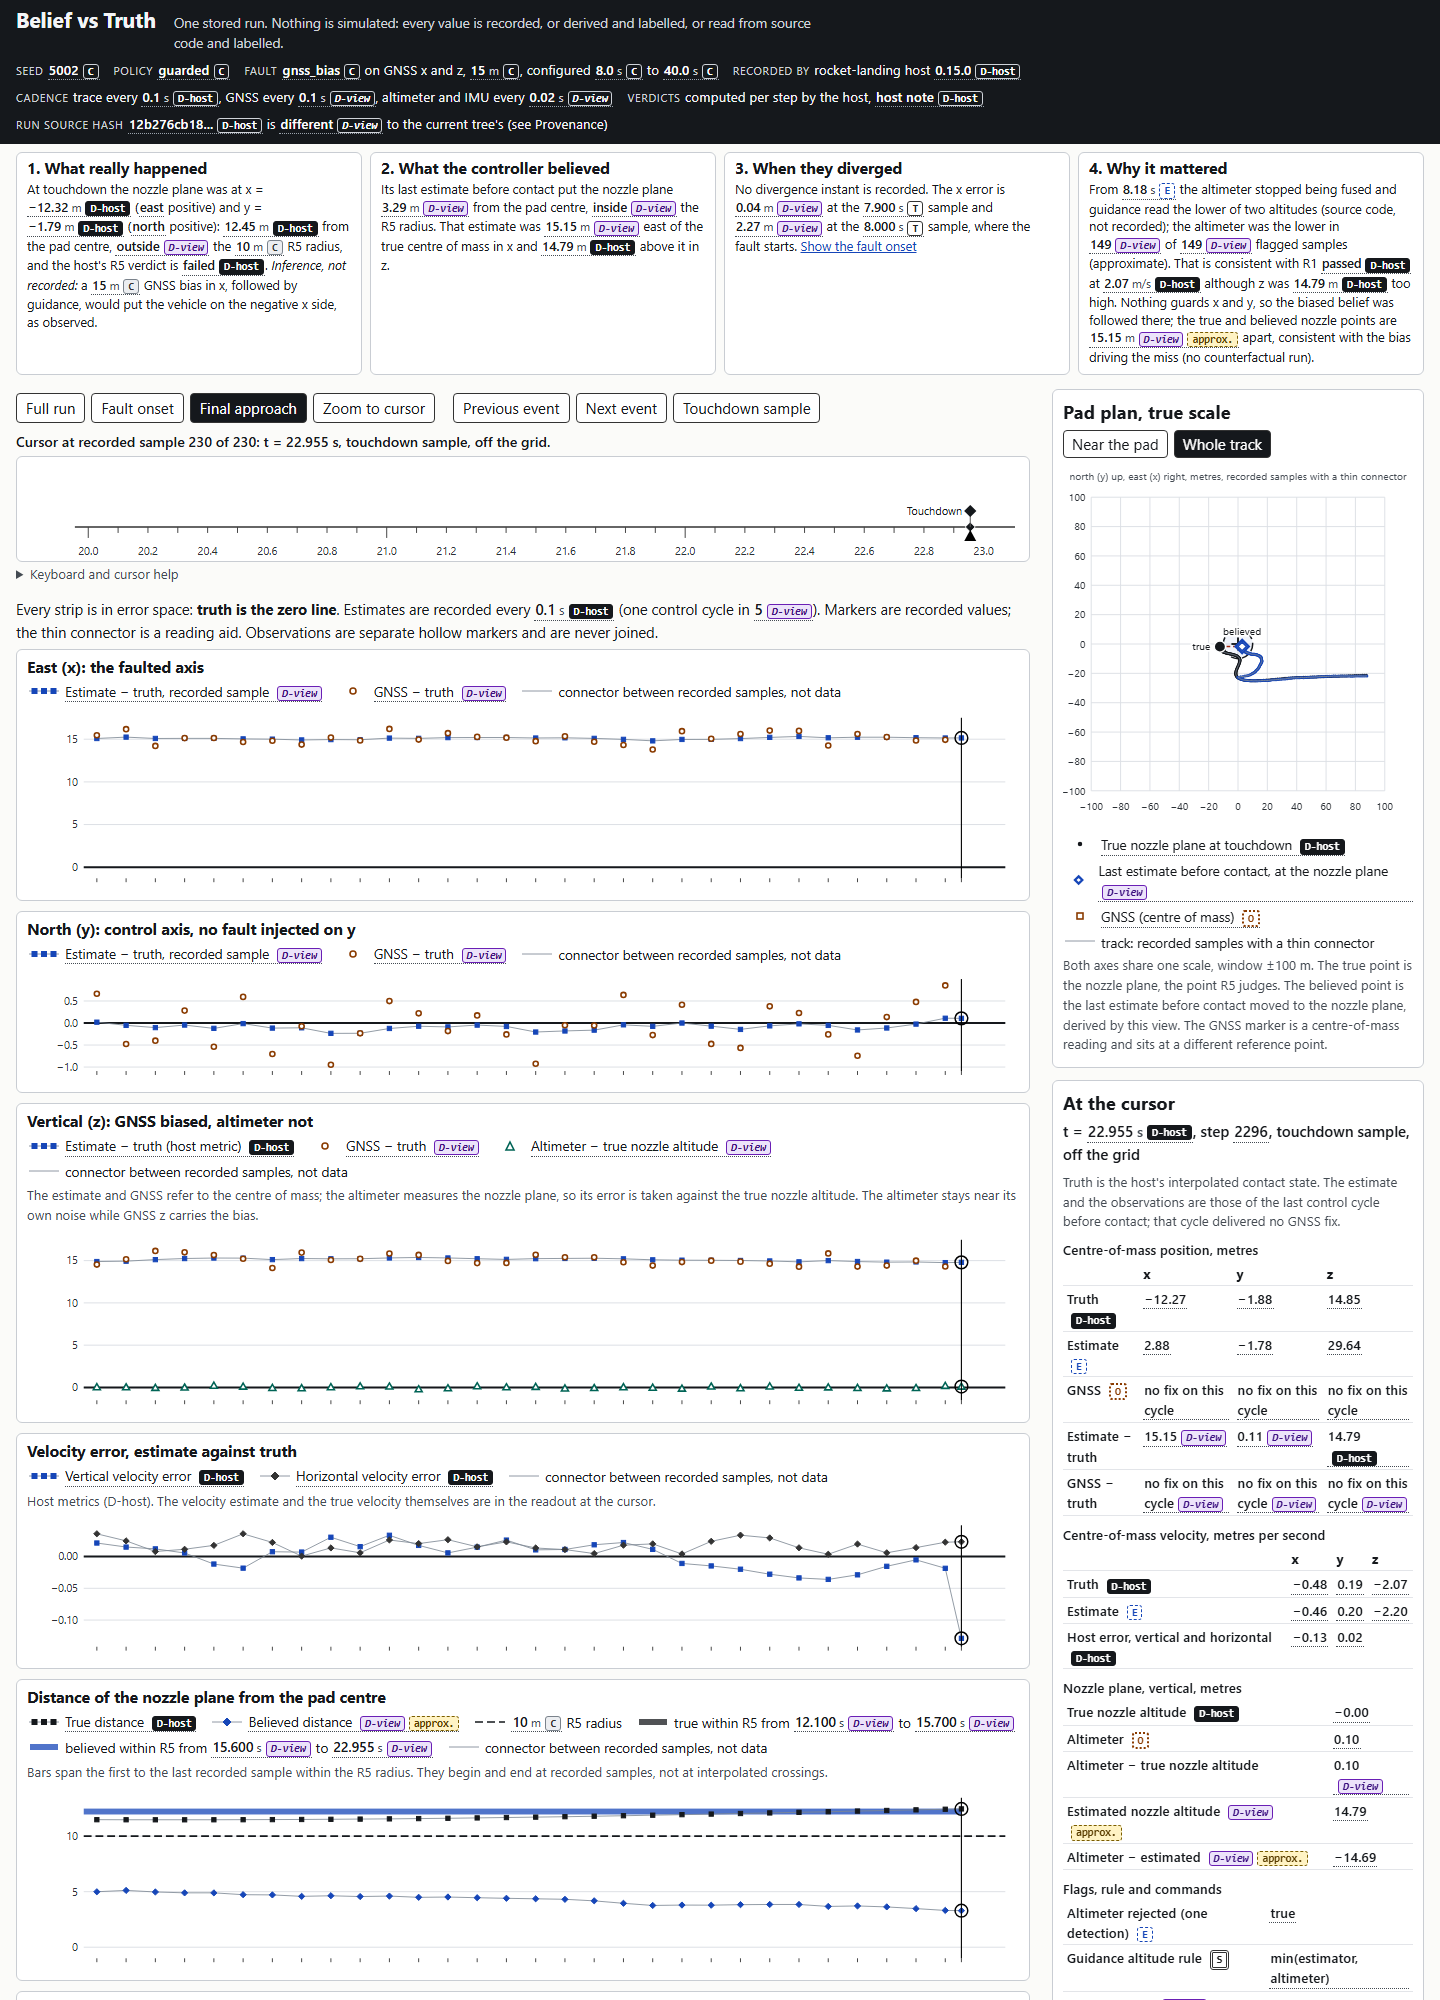 Belief vs Truth
One stored run. Nothing is simulated: every value is recorded, or derived and labelled, or read from source
code and labelled.
SEED 5002 C POLICY guarded C FAULT gnss_bias C on GNSS x and z, 15 m C, configured 8.0 s C to 40.0 s C RECORDED BY rocket-landing host 0.15.0 D-host
CADENCE trace every 0.1 s D-host, GNSS every 0.1 s D-view, altimeter and IMU every 0.02 s D-view VERDICTS computed per step by the host, host note D-host
RUN SOURCE HASH 12b276cb18... D-host is different D-view to the current tree's (see Provenance)
1. What really happened
At touchdown the nozzle plane was at x =
−12.32 m D-host (east positive) and y =
−1.79 m D-host (north positive): 12.45 m D-host from
the pad centre, outside D-view the 10 m C R5 radius,
and the host's R5 verdict is failed D-host. Inference, not
recorded: a 15 m C GNSS bias in x, followed by
guidance, would put the vehicle on the negative x side,
as observed.
2. What the controller believed
Its last estimate before contact put the nozzle plane
3.29 m D-view from the pad centre, inside D-view the
R5 radius. That estimate was 15.15 m D-view east of the
true centre of mass in x and 14.79 m D-host above it in
z.
3. When they diverged
No divergence instant is recorded. The x error is
0.04 m D-view at the 7.900 s T sample and
2.27 m D-view at the 8.000 s T sample, where the
fault starts. Show the fault onset
4. Why it mattered
From 8.18 s E the altimeter stopped being fused and
guidance read the lower of two altitudes (source code,
not recorded); the altimeter was the lower in
149 D-view of 149 D-view flagged samples
(approximate). That is consistent with R1 passed D-host
at 2.07 m/s D-host although z was 14.79 m D-host too
high. Nothing guards x and y, so the biased belief was
followed there; the true and believed nozzle points are
15.15 m D-view approx. apart, consistent with the bias
driving the miss (no counterfactual run).
Full run Fault onset Final approach Zoom to cursor Previous event Next event Touchdown sample
Cursor at recorded sample 230 of 230: t = 22.955 s, touchdown sample, off the grid.
Touchdown
20.0 20.2 20.4 20.6 20.8 21.0 21.2 21.4 21.6 21.8 22.0 22.2 22.4 22.6 22.8 23.0
Keyboard and cursor help
Every strip is in error space: truth is the zero line. Estimates are recorded every 0.1 s D-host (one control cycle in 5 D-view). Markers are recorded values;
the thin connector is a reading aid. Observations are separate hollow markers and are never joined.
East (x): the faulted axis
Estimate − truth, recorded sample D-view GNSS − truth D-view connector between recorded samples, not data
15
10
5
0
North (y): control axis, no fault injected on y
Estimate − truth, recorded sample D-view GNSS − truth D-view connector between recorded samples, not data
0.5
0.0
−0.5
−1.0
Vertical (z): GNSS biased, altimeter not
Estimate − truth (host metric) D-host GNSS − truth D-view Altimeter − true nozzle altitude D-view
connector between recorded samples, not data
The estimate and GNSS refer to the centre of mass; the altimeter measures the nozzle plane, so its error is taken against the true nozzle altitude. The altimeter stays near its
own noise while GNSS z carries the bias.
15
10
5
0
Velocity error, estimate against truth
Vertical velocity error D-host Horizontal velocity error D-host connector between recorded samples, not data
Host metrics (D-host). The velocity estimate and the true velocity themselves are in the readout at the cursor.
0.00
−0.05
−0.10
Distance of the nozzle plane from the pad centre
True distance D-host Believed distance D-view approx. 10 m C R5 radius true within R5 from 12.100 s D-view to 15.700 s D-view
believed within R5 from 15.600 s D-view to 22.955 s D-view connector between recorded samples, not data
Bars span the first to the last recorded sample within the R5 radius. They begin and end at recorded samples, not at interpolated crossings.
10
5
0
Pad plan, true scale
Near the pad Whole track
north (y) up, east (x) right, metres, recorded samples with a thin connector
100
80
60
40
20
0
−20
−40
−60
−80
−100
believed
true
−100 −80 −60 −40 −20 0 20 40 60 80 100
True nozzle plane at touchdown D-host
Last estimate before contact, at the nozzle plane
D-view
GNSS (centre of mass) O
track: recorded samples with a thin connector
Both axes share one scale, window ±100 m. The true point is
the nozzle plane, the point R5 judges. The believed point is
the last estimate before contact moved to the nozzle plane,
derived by this view. The GNSS marker is a centre-of-mass
reading and sits at a different reference point.
At the cursor
t = 22.955 s D-host, step 2296, touchdown sample,
off the grid
Truth is the host's interpolated contact state. The estimate
and the observations are those of the last control cycle
before contact; that cycle delivered no GNSS fix.
Centre-of-mass position, metres
x y z
Truth −12.27 −1.88 14.85
D-host
Estimate 2.88 −1.78 29.64
E
GNSS O no fix on this no fix on this no fix on this
cycle cycle cycle
Estimate − 15.15 D-view 0.11 D-view 14.79
truth D-host
GNSS − no fix on this no fix on this no fix on this
truth cycle D-view cycle D-view cycle D-view
Centre-of-mass velocity, metres per second
x y z
Truth D-host −0.48 0.19 −2.07
Estimate E −0.46 0.20 −2.20
Host error, vertical and horizontal −0.13 0.02
D-host
Nozzle plane, vertical, metres
True nozzle altitude D-host −0.00
Altimeter O 0.10
Altimeter − true nozzle altitude 0.10
D-view
Estimated nozzle altitude D-view 14.79
approx.
Altimeter − estimated D-view approx. −14.69
Flags, rule and commands
Altimeter rejected (one true
detection) E
Guidance altitude rule S min(estimator,
altimeter)